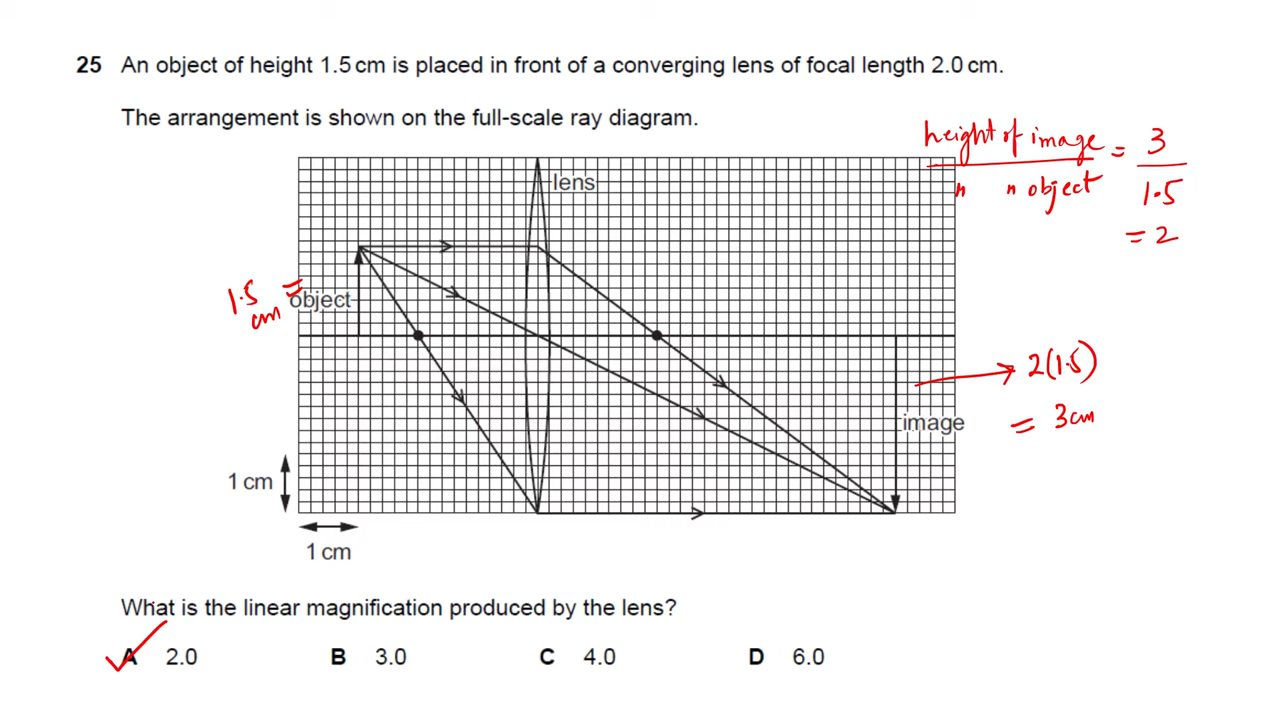 25 An object of height 1.5 cm is placed in front of a converging lens of focal length 2.0 cm.
The arrangement is shown on the full-scale ray diagram.
height of image = 3
" " object 1.5
= 2
lens
1.5 =
cm
object
2(1.5)
= 3cm
image
1 cm
1 cm
What is the linear magnification produced by the lens?
A 2.0 B 3.0 C 4.0 D 6.0